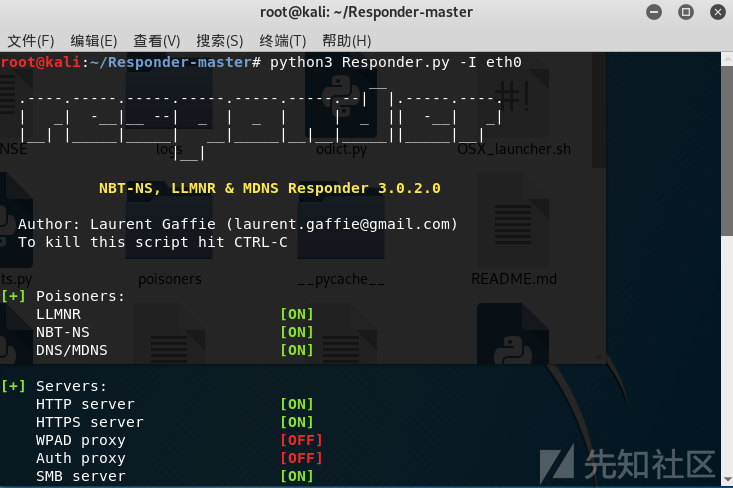 root@kali: ~/Responder-master
文件(F) 编辑(E) 查看(V) 搜索(S) 终端(T) 帮助(H)
root@kali:~/Responder-master# python3 Responder.py -I eth0
NSE logs odict.py OSX_launcher.sh
NBT-NS, LLMNR & MDNS Responder 3.0.2.0
Author: Laurent Gaffie (laurent.gaffie@gmail.com)
To kill this script hit CTRL-C
ts.py poisoners __pycache__ README.md
[+] Poisoners:
LLMNR [ON]
NBT-NS [ON]
DNS/MDNS [ON]
[+] Servers:
HTTP server [ON]
HTTPS server [ON]
WPAD proxy [OFF]
Auth proxy [OFF]
SMB server [ON]
先知社区